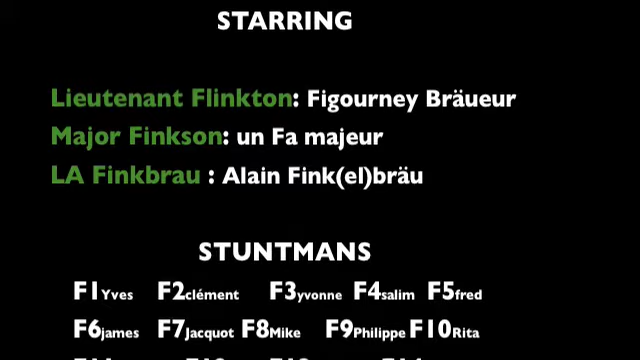 STARRING
Lieutenant Flinkton: Figourney Bräueur
Major Finkson: un Fa majeur
LA Finkbrau : Alain Fink(el)bräu
STUNTMANS
F1Yves F2clément F3yvonne F4salim F5fred
F6james F7Jacquot F8Mike F9Philippe F10Rita